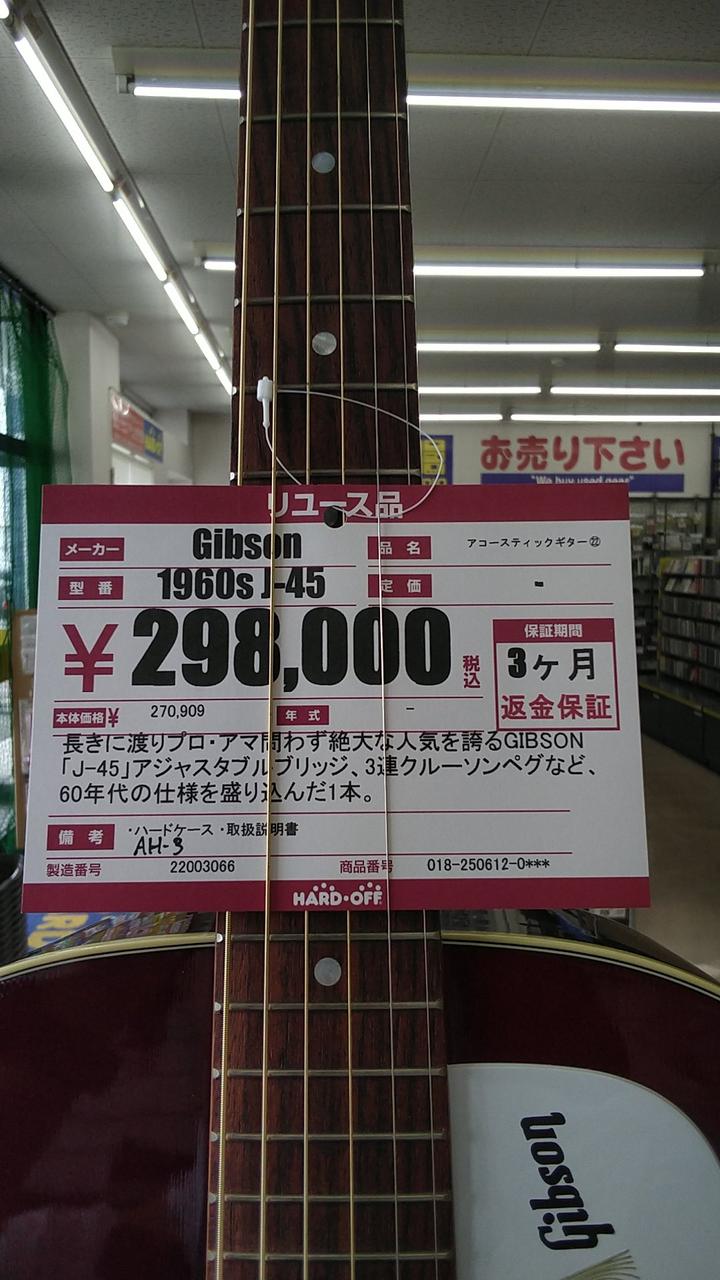 お売り下さい
"We buy used gear"
リユース品
メーカー Gibson 品名 アコースティックギター㉒
型番 1960s J-45 定価 -
¥298,000 税込
保証期間
3ヶ月
返金保証
本体価格¥ 270,909 年式 -
長きに渡りプロ・アマ問わず絶大な人気を誇るGIBSON
「J-45」アジャスタブルブリッジ、3連クルーソンペグなど、
60年代の仕様を盛り込んだ1本。
備考 ・ハードケース ・取扱説明書
AH-3
製造番号 22003066 商品番号 018-250612-0***
HARD・OFF
Gibson